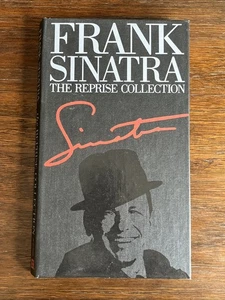 FRANK
SINATRA
THE REPRISE COLLECTION
Sinatra